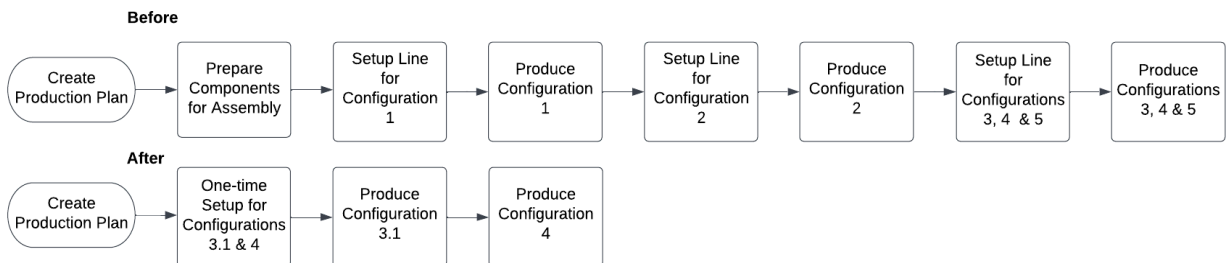 Before
Create
Production Plan
Prepare
Components
for Assembly
Setup Line
for
Configuration
1
Produce
Configuration
1
Setup Line
for
Configuration
2
Produce
Configuration
2
Setup Line
for
Configurations
3, 4 & 5
Produce
Configurations
3, 4 & 5
After
Create
Production Plan
One-time
Setup for
Configurations
3.1 & 4
Produce
Configuration
3.1
Produce
Configuration
4